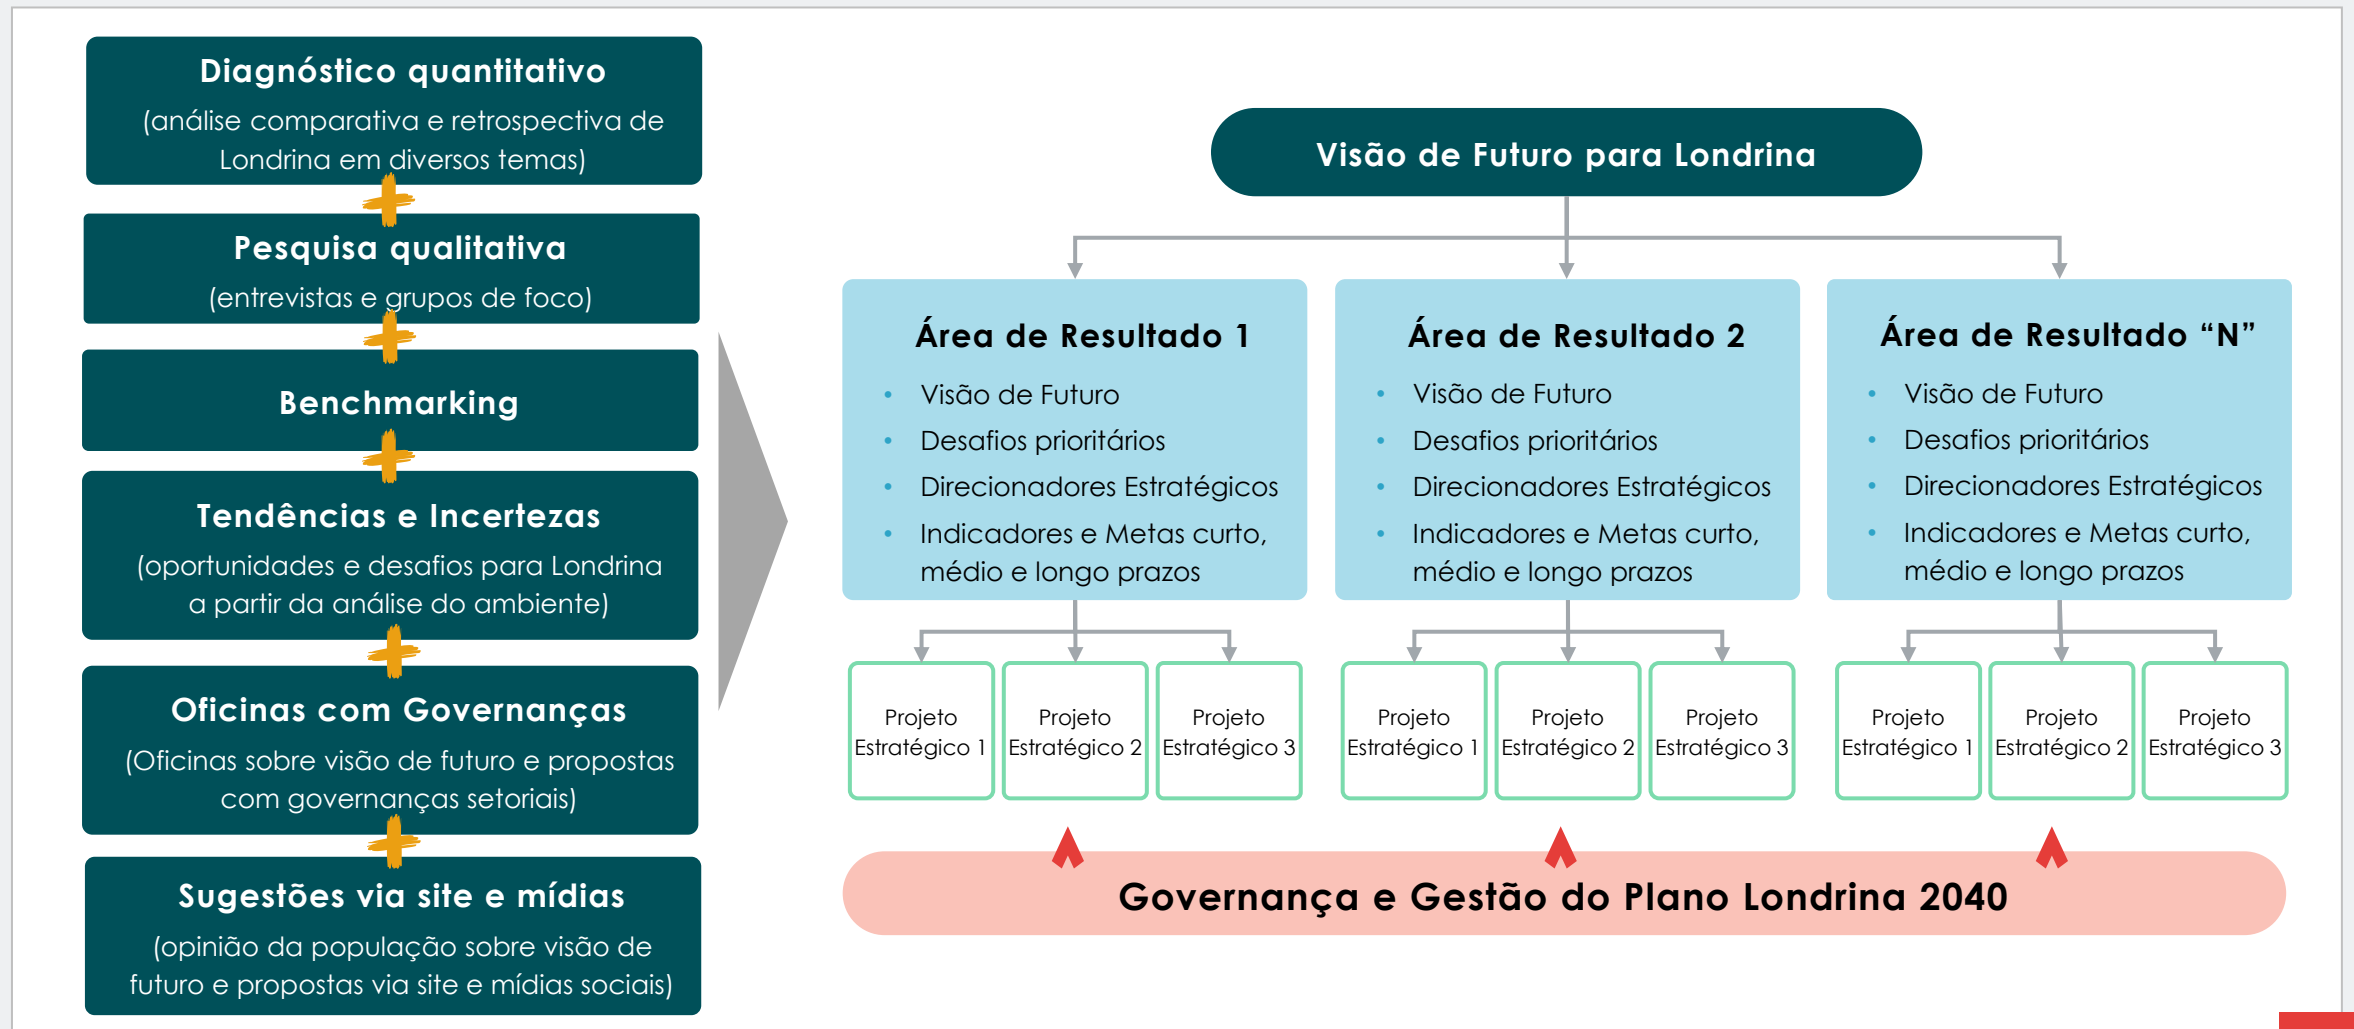 Diagnóstico quantitativo
(análise comparativa e retrospectiva de
Londrina em diversos temas)
Pesquisa qualitativa
(entrevistas e grupos de foco)
Benchmarking
Tendências e Incertezas
(oportunidades e desafios para Londrina
a partir da análise do ambiente)
Oficinas com Governanças
(Oficinas sobre visão de futuro e propostas
com governanças setoriais)
Sugestões via site e mídias
(opinião da população sobre visão de
futuro e propostas via site e mídias sociais)
Visão de Futuro para Londrina
Área de Resultado 1
• Visão de Futuro
• Desafios prioritários
• Direcionadores Estratégicos
• Indicadores e Metas curto,
médio e longo prazos
Área de Resultado 2
• Visão de Futuro
• Desafios prioritários
• Direcionadores Estratégicos
• Indicadores e Metas curto,
médio e longo prazos
Área de Resultado “N”
• Visão de Futuro
• Desafios prioritários
• Direcionadores Estratégicos
• Indicadores e Metas curto,
médio e longo prazos
Projeto
Estratégico 1
Projeto
Estratégico 2
Projeto
Estratégico 3
Projeto
Estratégico 1
Projeto
Estratégico 2
Projeto
Estratégico 3
Projeto
Estratégico 1
Projeto
Estratégico 2
Projeto
Estratégico 3
Governança e Gestão do Plano Londrina 2040